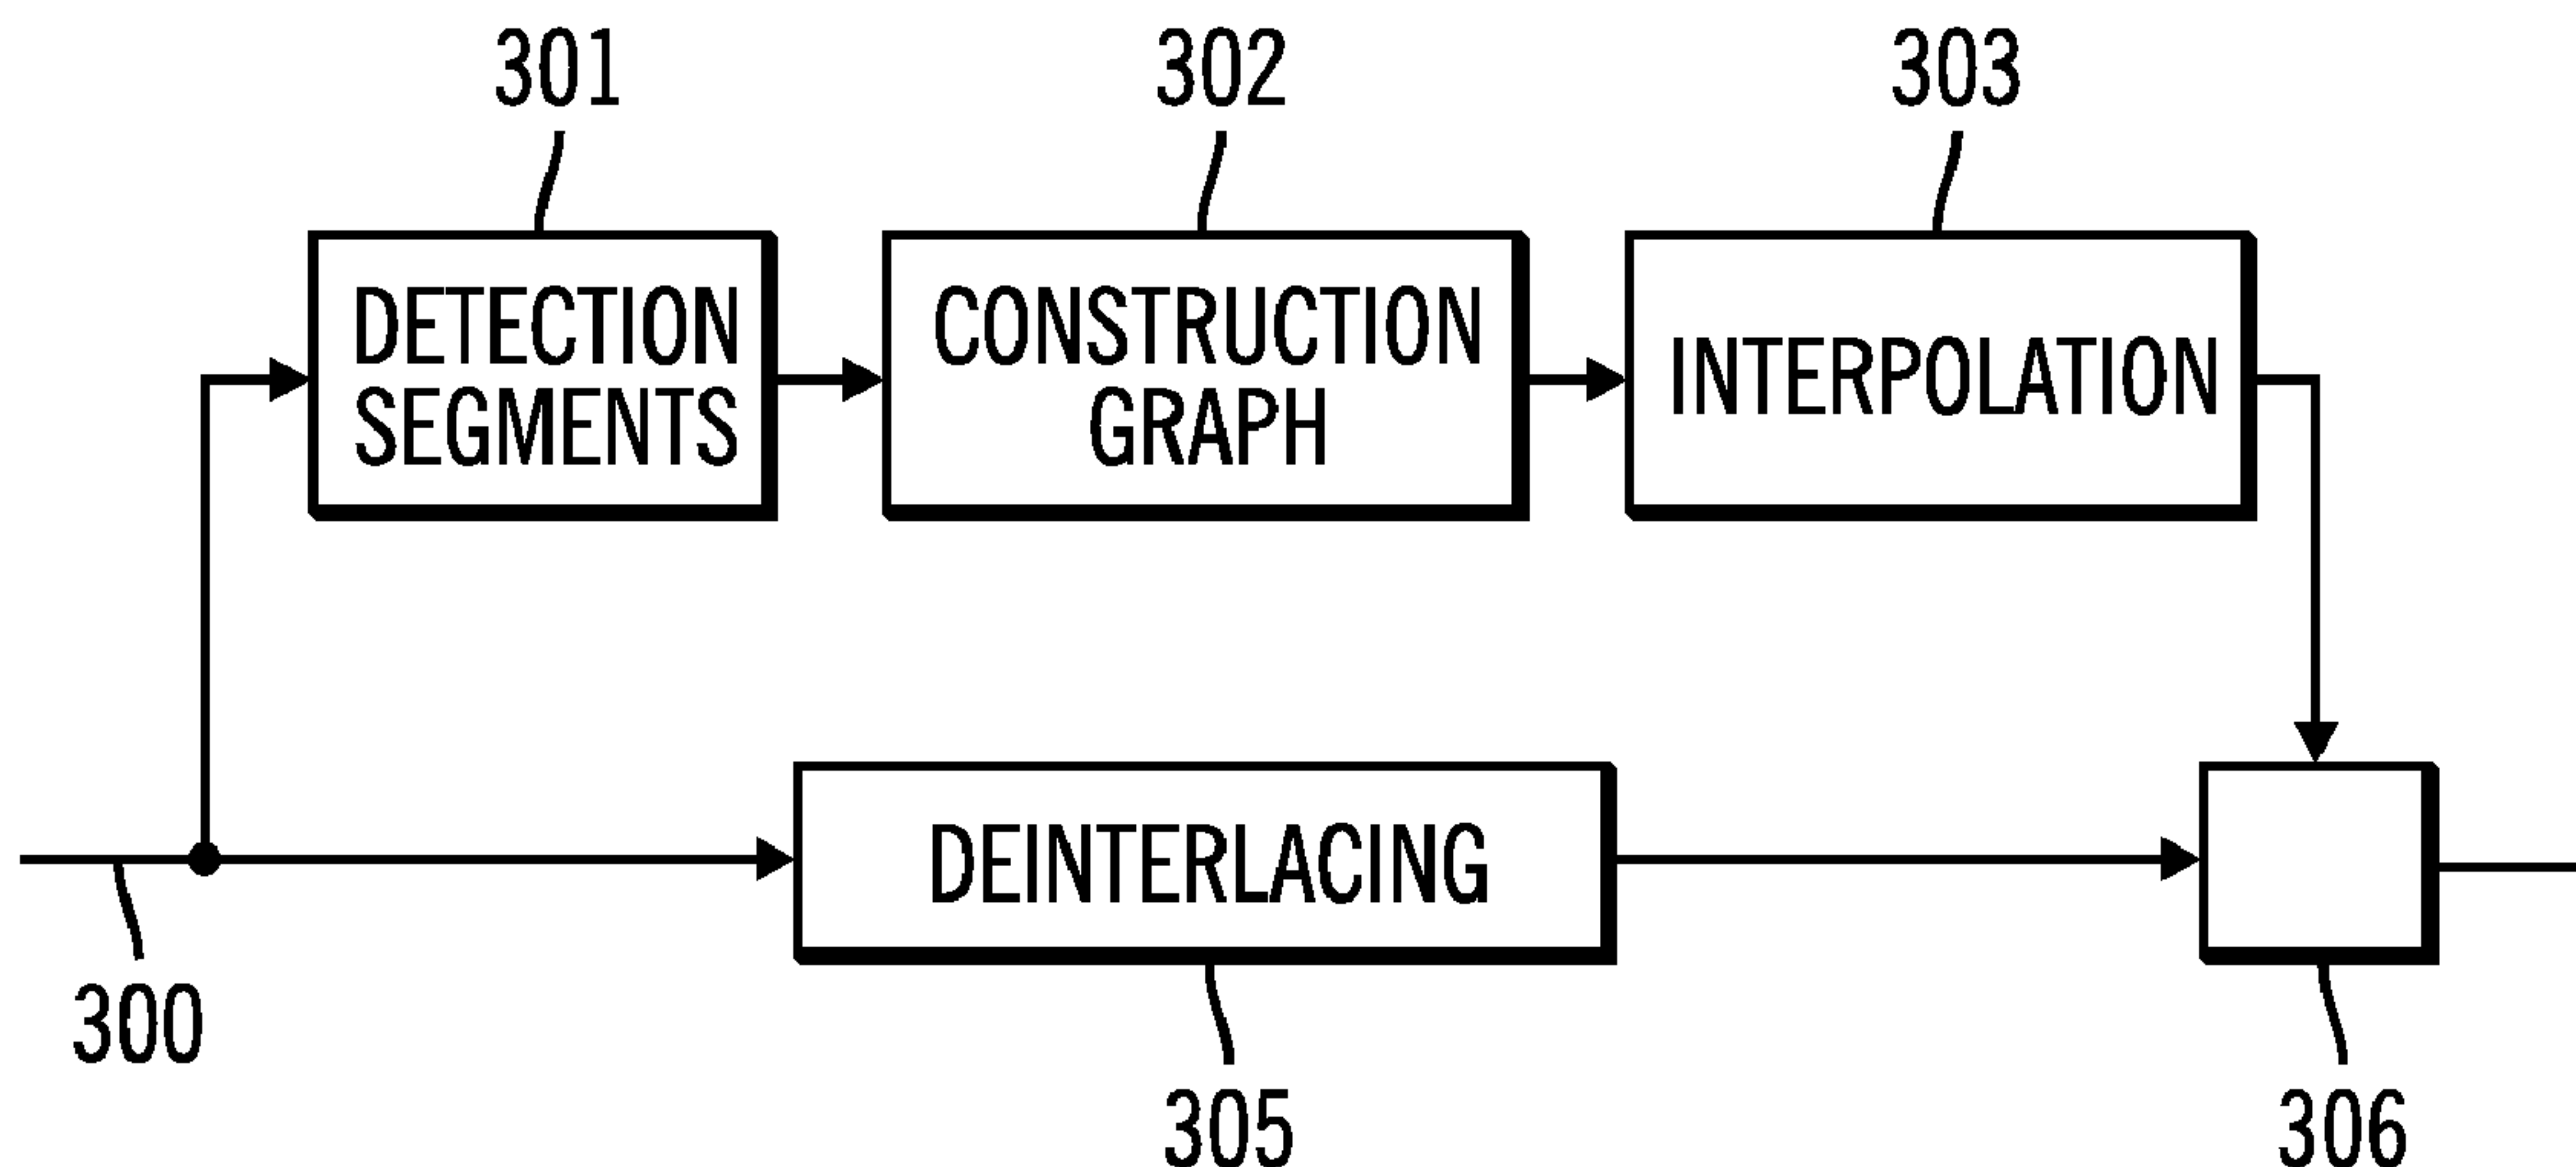 301
302
303
DETECTION
SEGMENTS
CONSTRUCTION
GRAPH
INTERPOLATION
DEINTERLACING
300
305
306